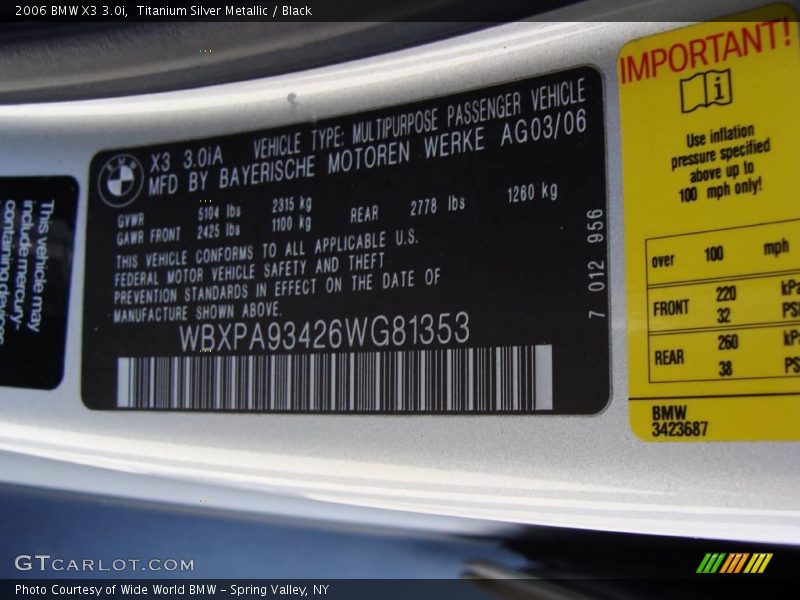 2006 BMW X3 3.0i, Titanium Silver Metallic / Black
This vehicle may
include mercury-
containing devices
BMW
X3 3.0iA VEHICLE TYPE: MULTIPURPOSE PASSENGER VEHICLE
MFD BY BAYERISCHE MOTOREN WERKE AG03/06
GVWR 5104 lbs 2315 kg
GAWR FRONT 2425 lbs 1100 kg REAR 2778 lbs 1260 kg
THIS VEHICLE CONFORMS TO ALL APPLICABLE U.S.
FEDERAL MOTOR VEHICLE SAFETY AND THEFT
PREVENTION STANDARDS IN EFFECT ON THE DATE OF
MANUFACTURE SHOWN ABOVE.
WBXPA93426WG81353
7 012 956
IMPORTANT!
i
Use inflation
pressure specified
above up to
100 mph only!
over 100 mph
FRONT 220 kPa
32 PSI
REAR 260 kPa
38 PSI
BMW
3423687
GTCARLOT.COM
Photo Courtesy of Wide World BMW - Spring Valley, NY